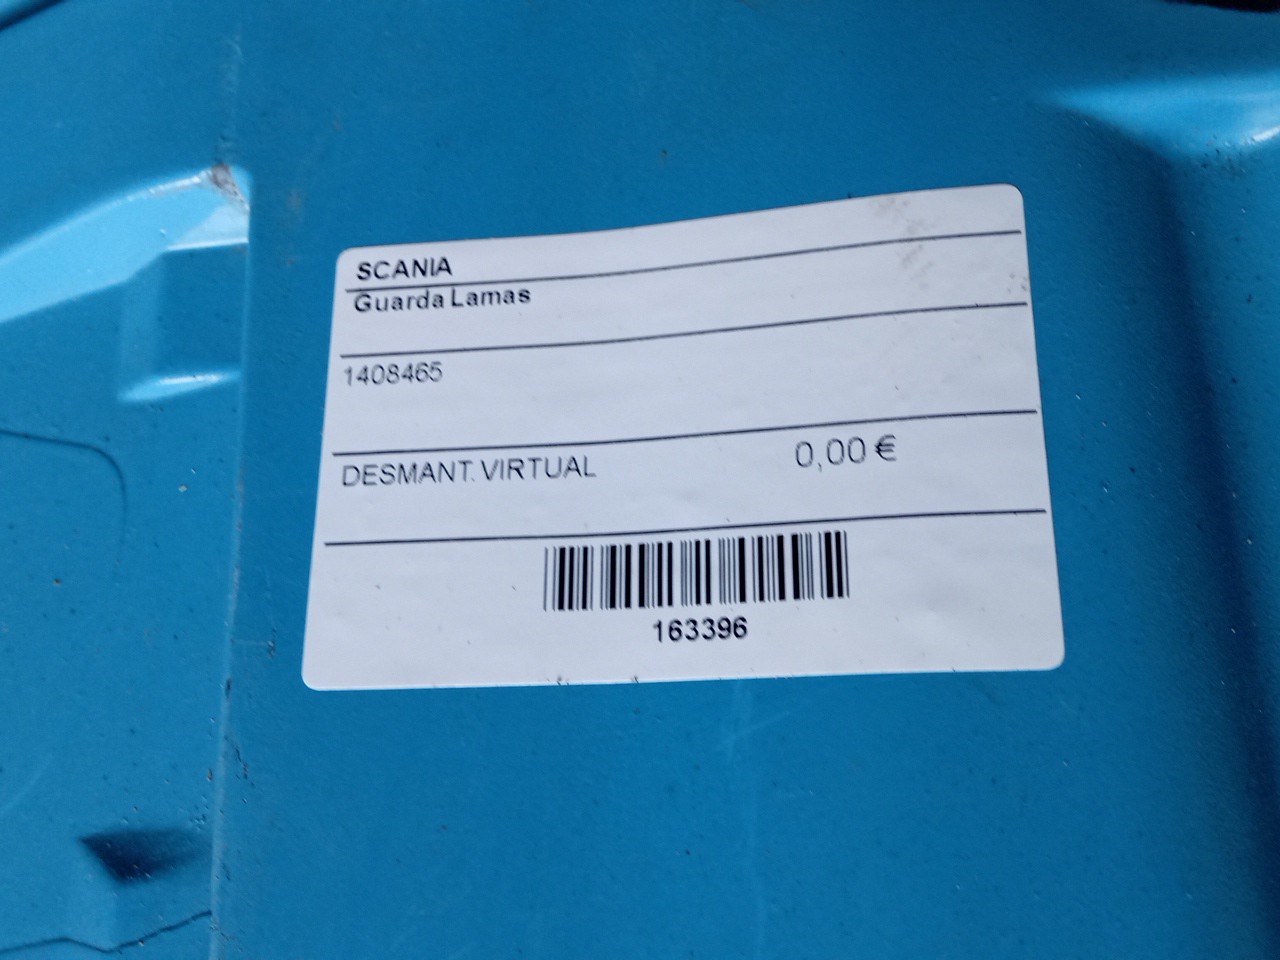 SCANIA
Guarda Lamas
1408465
DESMANT. VIRTUAL 0,00 €
163396